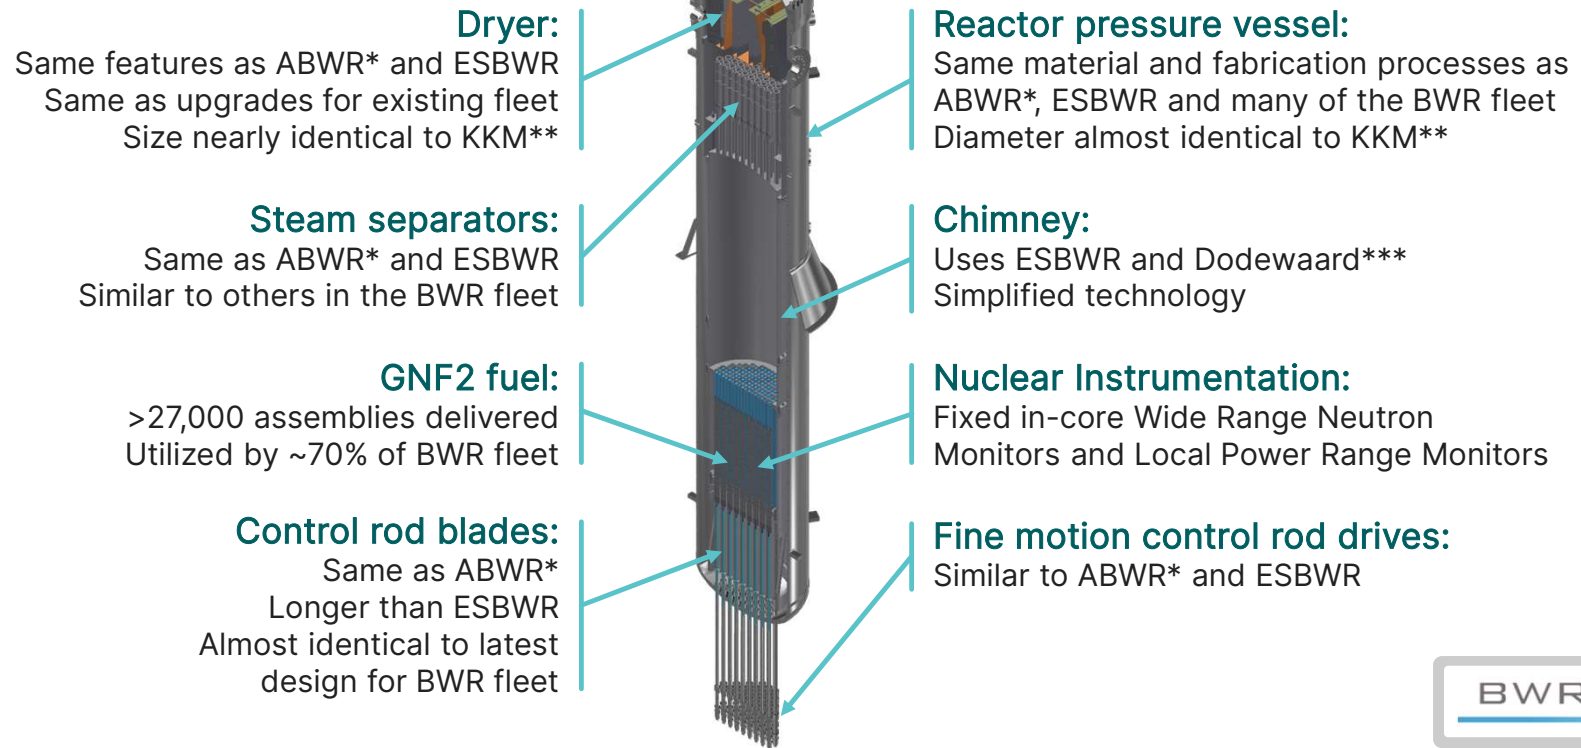 Dryer:
Same features as ABWR* and ESBWR
Same as upgrades for existing fleet
Size nearly identical to KKM**
Steam separators:
Same as ABWR* and ESBWR
Similar to others in the BWR fleet
GNF2 fuel:
>27,000 assemblies delivered
Utilized by ~70% of BWR fleet
Control rod blades:
Same as ABWR*
Longer than ESBWR
Almost identical to latest
design for BWR fleet
Reactor pressure vessel:
Same material and fabrication processes as
ABWR*, ESBWR and many of the BWR fleet
Diameter almost identical to KKM**
Chimney:
Uses ESBWR and Dodewaard***
Simplified technology
Nuclear Instrumentation:
Fixed in-core Wide Range Neutron
Monitors and Local Power Range Monitors
Fine motion control rod drives:
Similar to ABWR* and ESBWR
BWR